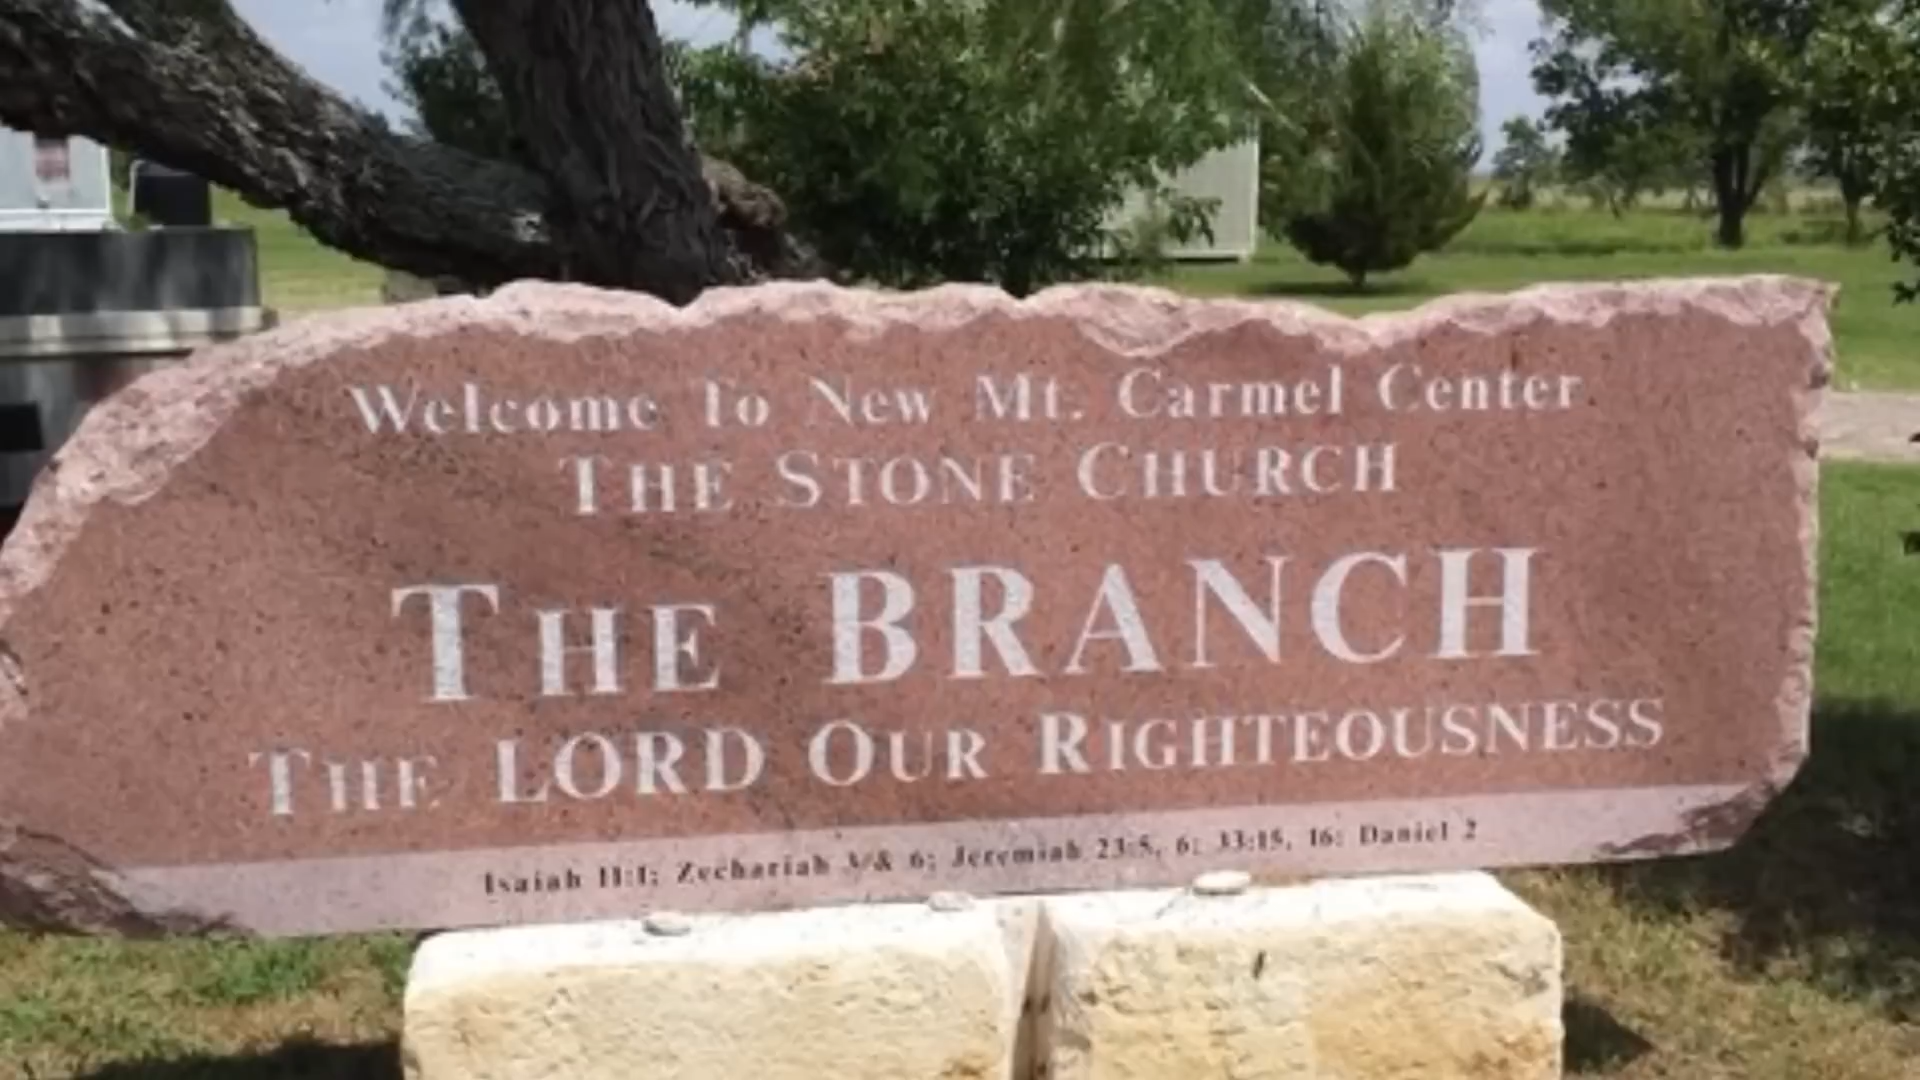 Welcome To New Mt. Carmel Center
THE STONE CHURCH
THE BRANCH
THE LORD OUR RIGHTEOUSNESS
Isaiah 11:1; Zechariah 3 & 6; Jeremiah 23:5, 6; 33:15, 16; Daniel 2